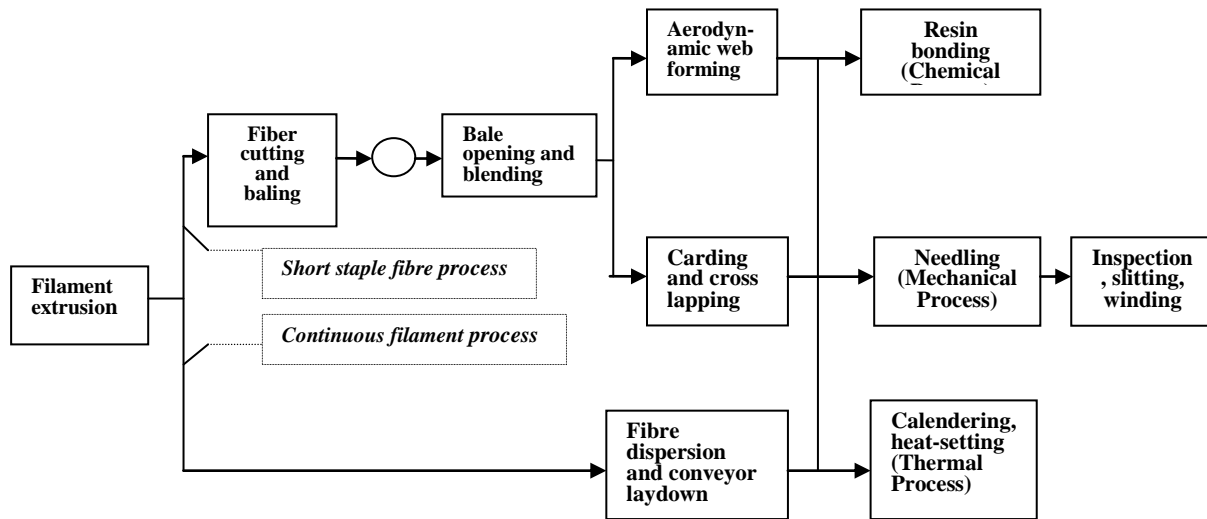 Filament
extrusion
Fiber
cutting
and
baling
Short staple fibre process
Continuous filament process
Bale
opening and
blending
Aerodyn-
amic web
forming
Carding
and cross
lapping
Fibre
dispersion
and conveyor
laydown
Resin
bonding
(Chemical
Needling
(Mechanical
Process)
Calendering,
heat-setting
(Thermal
Process)
Inspection
, slitting,
winding